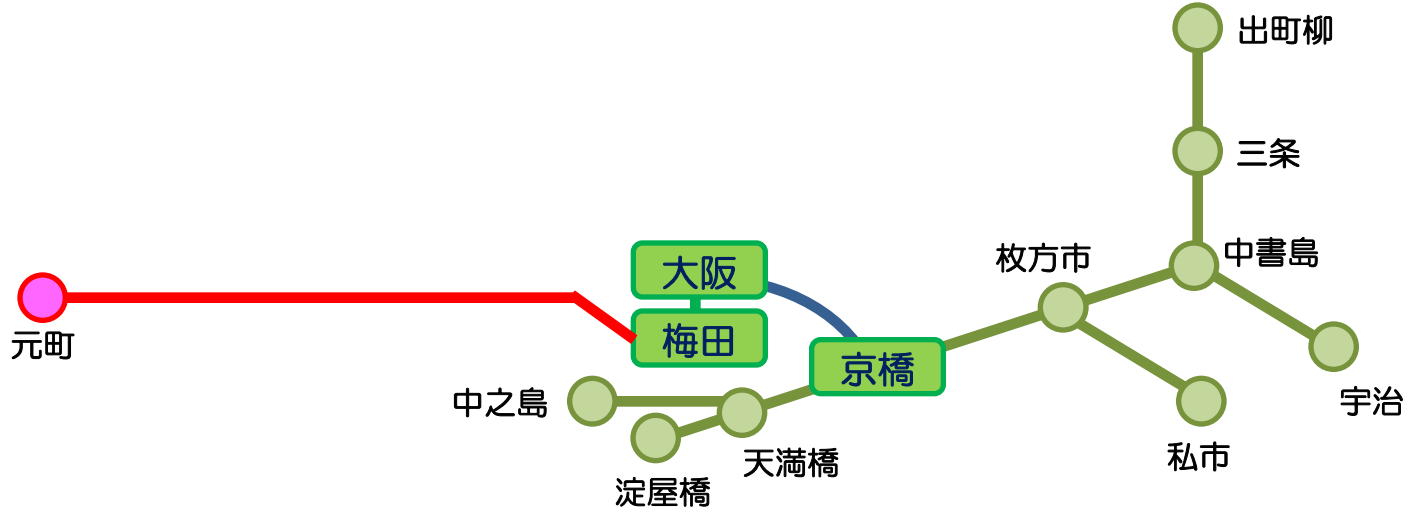 出町柳
三条
中書島
枚方市
大阪
梅田
元町
京橋
中之島
宇治
天満橋
私市
淀屋橋